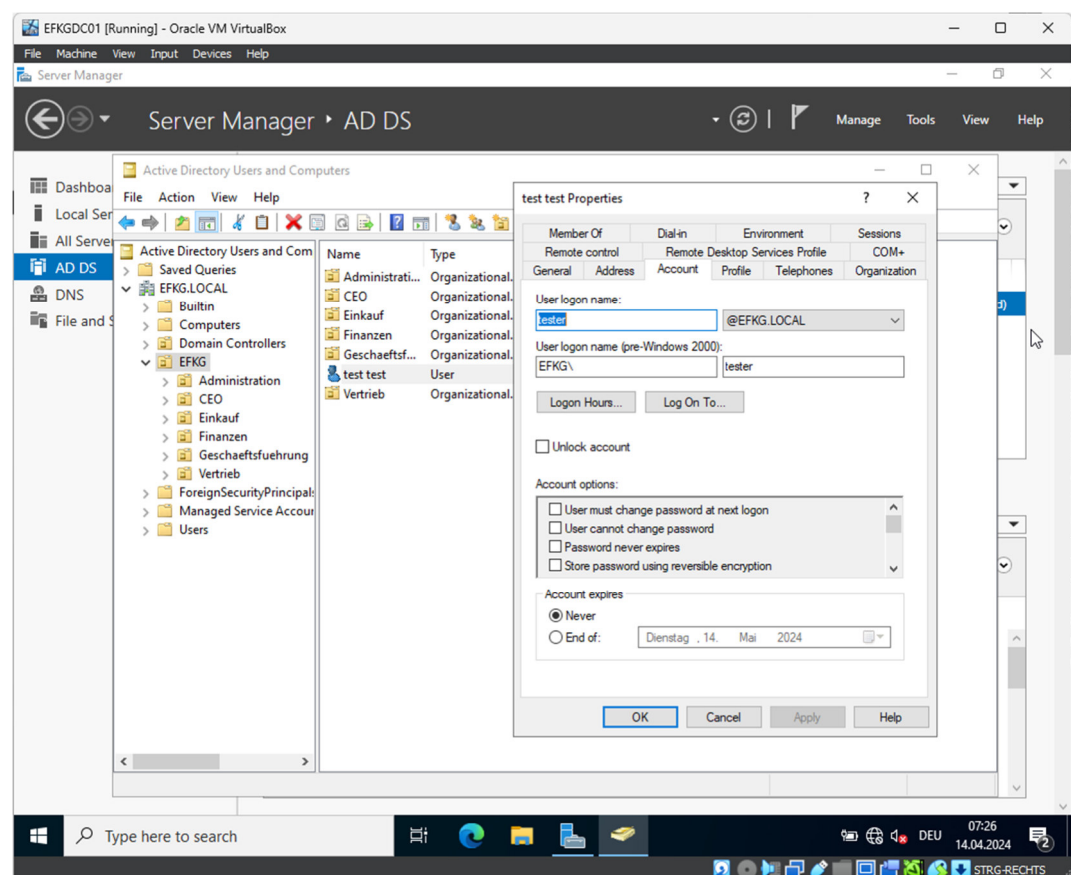 EFKGDC01 [Running] - Oracle VM VirtualBox
File Machine View Input Devices Help
Server Manager
Server Manager ‣ AD DS
Manage Tools View Help
Dashboa
Local Ser
All Server
AD DS
DNS
File and S
Active Directory Users and Computers
File Action View Help
Active Directory Users and Com
Saved Queries
EFKG.LOCAL
Builtin
Computers
Domain Controllers
EFKG
Administration
CEO
Einkauf
Finanzen
Geschaeftsfuehrung
Vertrieb
ForeignSecurityPrincipals
Managed Service Accour
Users
Name Type
Administrati... Organizational.
CEO Organizational.
Einkauf Organizational.
Finanzen Organizational.
Geschaeftsf... Organizational.
test test User
Vertrieb Organizational.
test test Properties
? 
Member Of Dial-in Environment Sessions
Remote control Remote Desktop Services Profile COM+
General Address Account Profile Telephones Organization
User logon name:
tester @EFKG.LOCAL
User logon name (pre-Windows 2000):
EFKG\ tester
Logon Hours... Log On To...
Unlock account
Account options:
User must change password at next logon
User cannot change password
Password never expires
Store password using reversible encryption
Account expires
Never
End of: Dienstag , 14. Mai 2024
OK Cancel Apply Help
Type here to search
DEU
07:26
14.04.2024
2
STRG-RECHTS